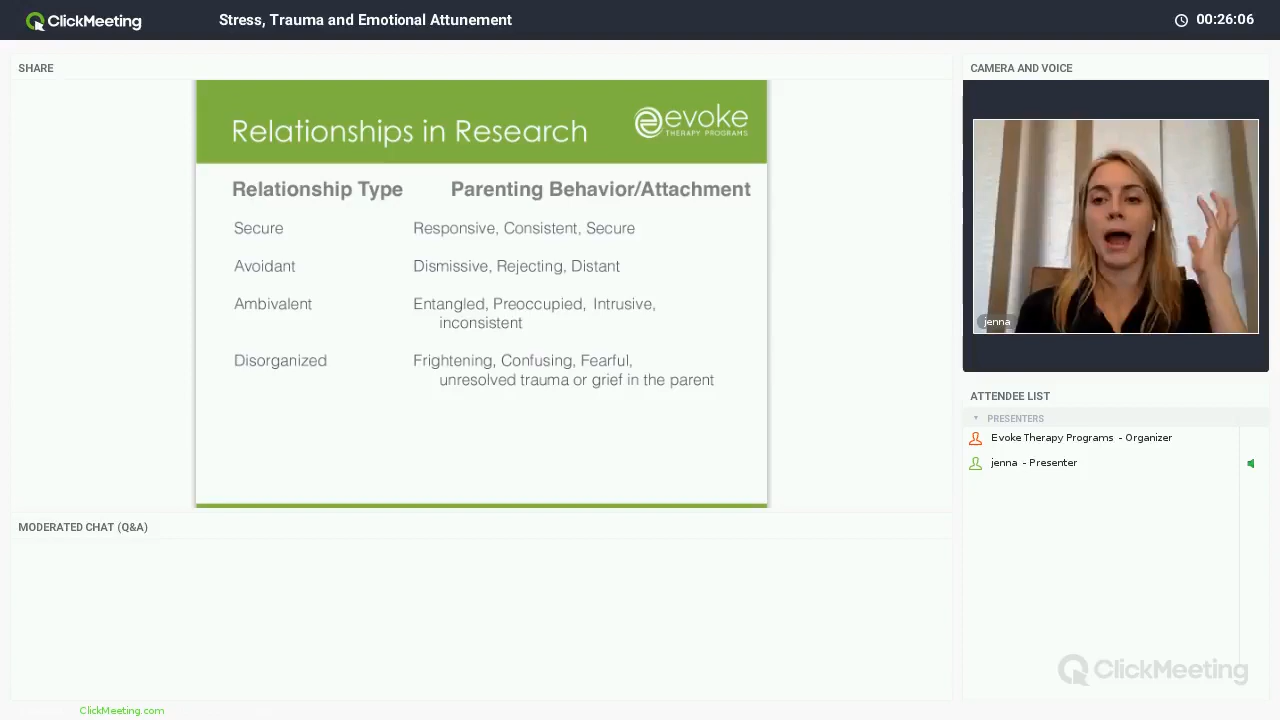 ClickMeeting
Stress, Trauma and Emotional Attunement
00:26:06
SHARE
Relationships in Research
evoke
THERAPY PROGRAMS
Relationship Type Parenting Behavior/Attachment
Secure Responsive, Consistent, Secure
Avoidant Dismissive, Rejecting, Distant
Ambivalent Entangled, Preoccupied, Intrusive,
inconsistent
Disorganized Frightening, Confusing, Fearful,
unresolved trauma or grief in the parent
MODERATED CHAT (Q&A)
CAMERA AND VOICE
jenna
ATTENDEE LIST
PRESENTERS
Evoke Therapy Programs - Organizer
jenna - Presenter
ClickMeeting
ClickMeeting.com